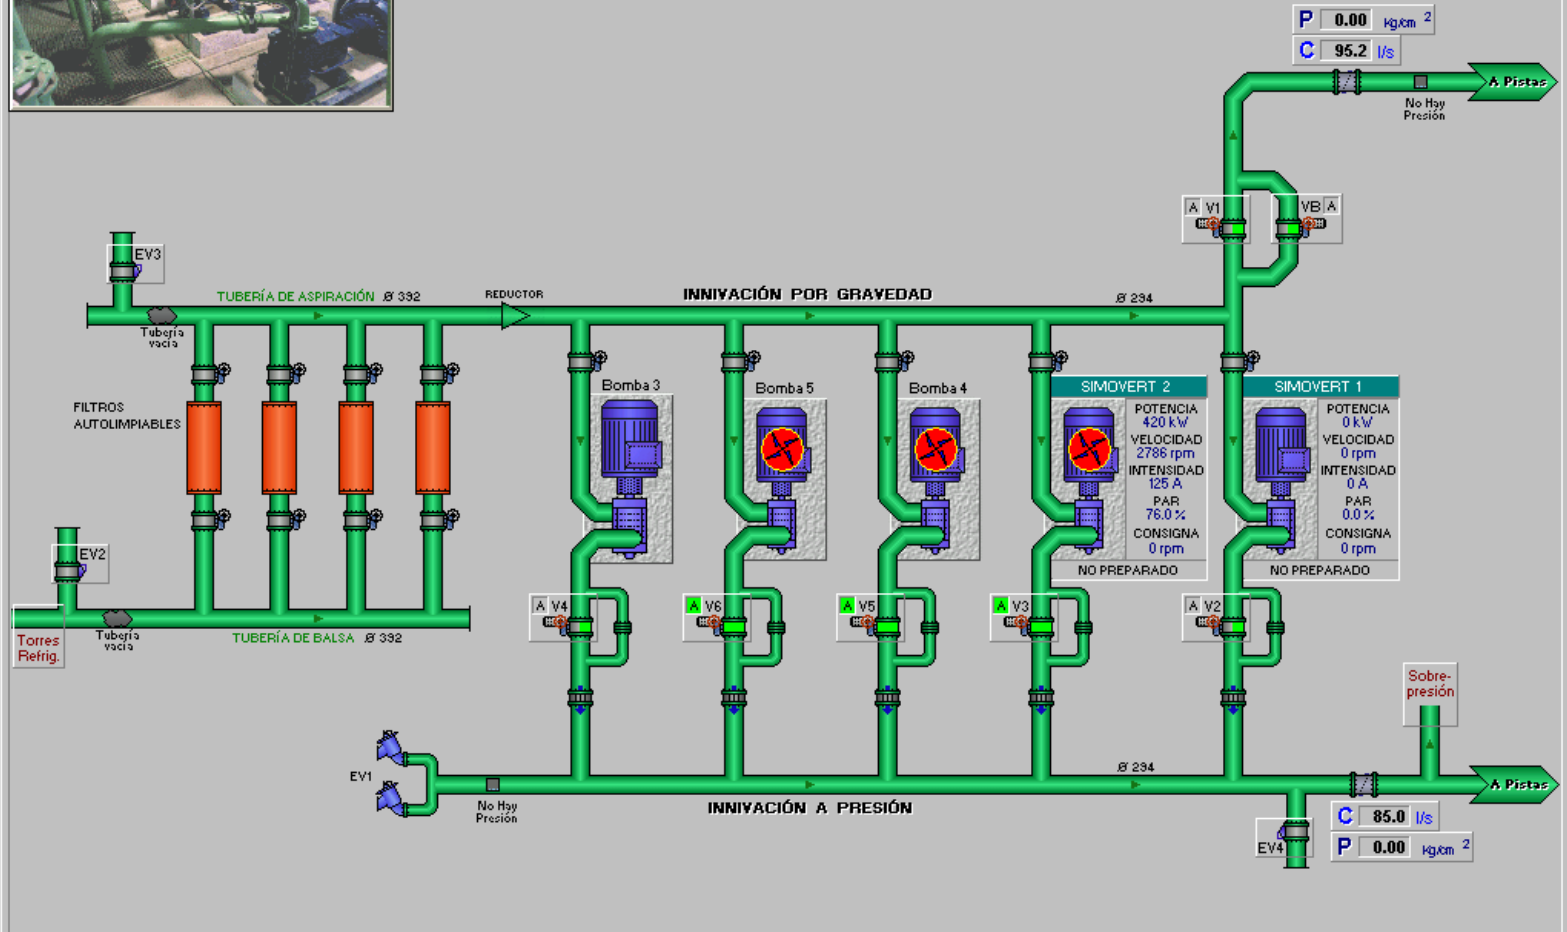 P 0.00 kg/cm 2
C 95.2 l/s
A Pistas
No Hay
Presión
A V1
VB A
EV3
TUBERÍA DE ASPIRACIÓN Ø 392
REDUCTOR
INNIVACIÓN POR GRAVEDAD
Ø 294
Tubería
vacía
FILTROS
AUTOLIMPIABLES
Bomba 3
Bomba 5
Bomba 4
SIMOVERT 2
POTENCIA
420 kW
VELOCIDAD
2786 rpm
INTENSIDAD
125 A
PAR
76.0 %
CONSIGNA
0 rpm
NO PREPARADO
SIMOVERT 1
POTENCIA
0 kW
VELOCIDAD
0 rpm
INTENSIDAD
0 A
PAR
0.0 %
CONSIGNA
0 rpm
NO PREPARADO
EV2
A V4
A V6
A V5
A V3
A V2
Torres
Refrig.
Tubería
vacía
TUBERÍA DE BALSA Ø 392
Sobre-
presión
EV1
No Hay
Presión
INNIVACIÓN A PRESIÓN
Ø 294
A Pistas
EV4
C 85.0 l/s
P 0.00 kg/cm 2